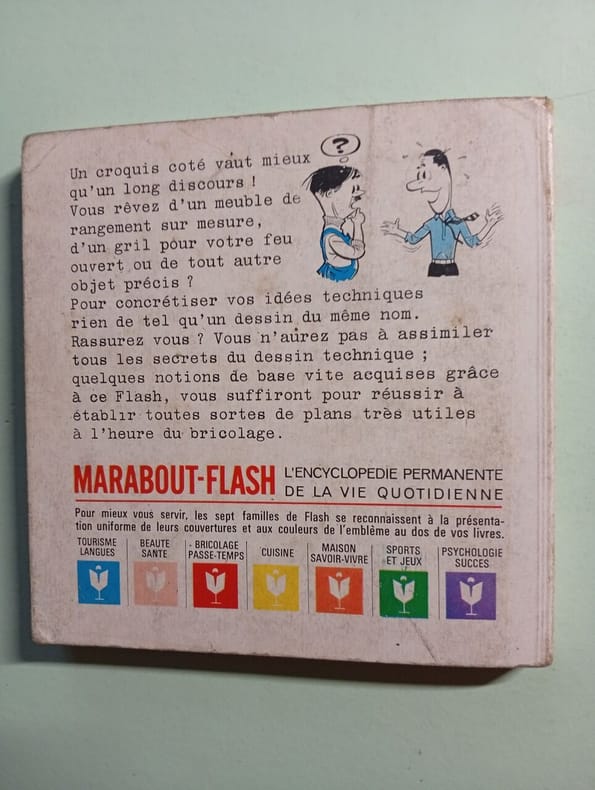 Un croquis coté vaut mieux
qu'un long discours !
Vous rêvez d'un meuble de
rangement sur mesure,
d'un gril pour votre feu
ouvert ou de tout autre
objet précis ?
Pour concrétiser vos idées techniques
rien de tel qu'un dessin du même nom.
Rassurez vous ? Vous n'aurez pas à assimiler
tous les secrets du dessin technique ;
quelques notions de base vite acquises grâce
à ce Flash, vous suffiront pour réussir à
établir toutes sortes de plans très utiles
à l'heure du bricolage.
?
MARABOUT-FLASH
L'ENCYCLOPEDIE PERMANENTE
DE LA VIE QUOTIDIENNE
Pour mieux vous servir, les sept familles de Flash se reconnaissent à la présenta-
tion uniforme de leurs couvertures et aux couleurs de l'emblême au dos de vos livres.
TOURISME
LANGUES
BEAUTE
SANTE
- BRICOLAGE
PASSE-TEMPS
CUISINE
MAISON
SAVOIR-VIVRE
SPORTS
ET JEUX
PSYCHOLOGIE
SUCCES